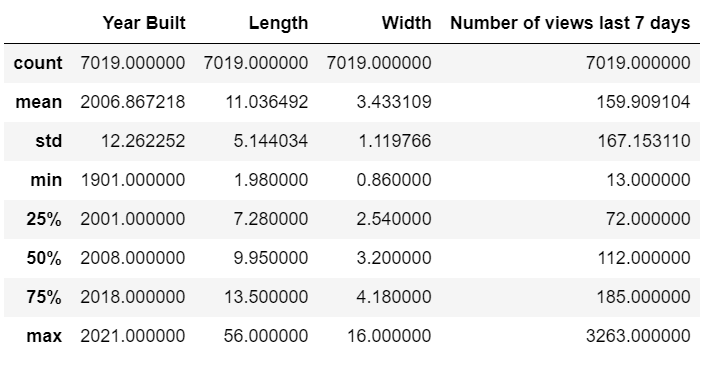 Year Built Length Width Number of views last 7 days
count 7019.000000 7019.000000 7019.000000 7019.000000
mean 2006.867218 11.036492 3.433109 159.909104
std 12.262252 5.144034 1.119766 167.153110
min 1901.000000 1.980000 0.860000 13.000000
25% 2001.000000 7.280000 2.540000 72.000000
50% 2008.000000 9.950000 3.200000 112.000000
75% 2018.000000 13.500000 4.180000 185.000000
max 2021.000000 56.000000 16.000000 3263.000000